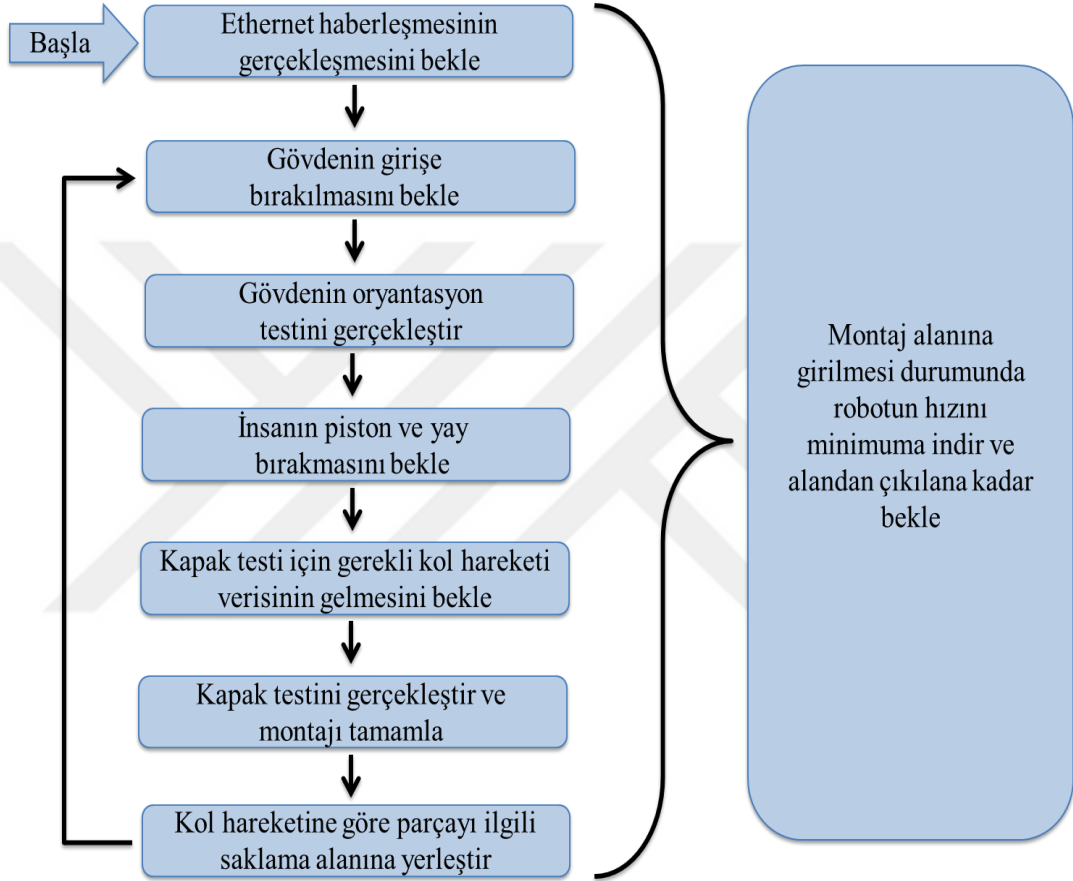 Başla
Ethernet haberleşmesinin
gerçekleşmesini bekle
Gövdenin girişe
bırakılmasını bekle
Gövdenin oryantasyon
testini gerçekleştir
İnsanın piston ve yay
bırakmasını bekle
Kapak testi için gerekli kol hareketi
verisinin gelmesini bekle
Kapak testini gerçekleştir ve
montajı tamamla
Kol hareketine göre parçayı ilgili
saklama alanına yerleştir
Montaj alanına
girilmesi durumunda
robotun hızını
minimuma indir ve
alandan çıkılana kadar
bekle